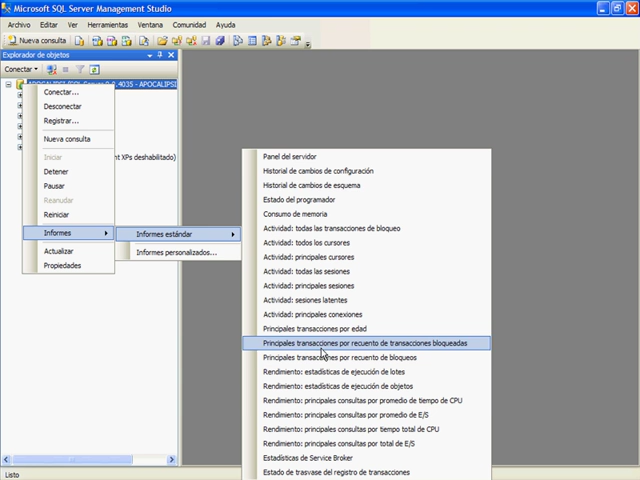 Microsoft SQL Server Management Studio
Archivo Editar Ver Herramientas Ventana Comunidad Ayuda
Nueva consulta
Explorador de objetos
Conectar
APOCALIPSI
4035 - APOCALIPSI
Conectar...
Desconectar
Registrar...
Nueva consulta
Iniciar
nt XPs deshabilitado)
Detener
Pausar
Reanudar
Reiniciar
Informes
Actualizar
Propiedades
Informes estándar
Informes personalizados...
Panel del servidor
Historial de cambios de configuración
Historial de cambios de esquema
Estado del programador
Consumo de memoria
Actividad: todas las transacciones de bloqueo
Actividad: todos los cursores
Actividad: principales cursores
Actividad: todas las sesiones
Actividad: principales sesiones
Actividad: sesiones latentes
Actividad: principales conexiones
Principales transacciones por edad
Principales transacciones por recuento de transacciones bloqueadas
Principales transacciones por recuento de bloqueos
Rendimiento: estadísticas de ejecución de lotes
Rendimiento: estadísticas de ejecución de objetos
Rendimiento: principales consultas por promedio de tiempo de CPU
Rendimiento: principales consultas por promedio de E/S
Rendimiento: principales consultas por tiempo total de CPU
Rendimiento: principales consultas por total de E/S
Estadísticas de Service Broker
Estado de trasvase del registro de transacciones
Listo